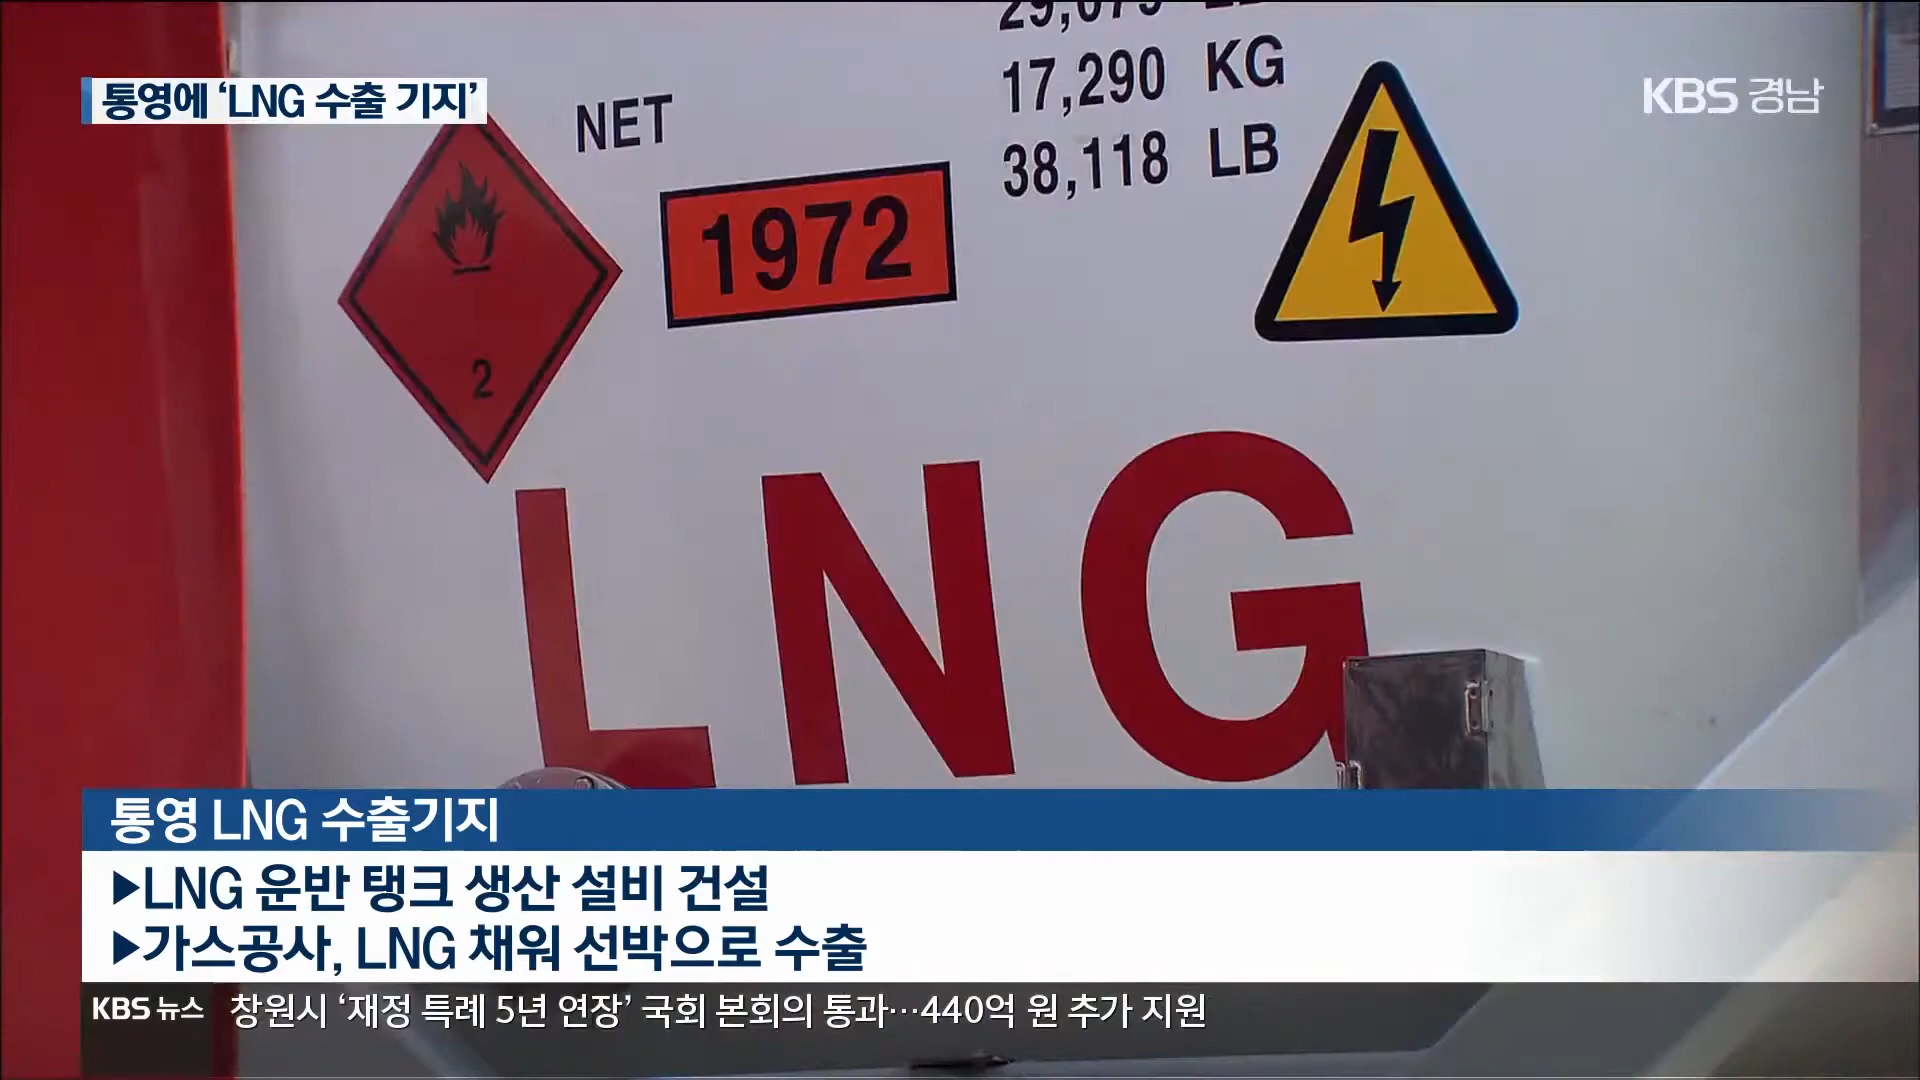 통영에 ‘LNG 수출 기지’
KBS 경남
17,290 KG
38,118 LB
NET
1972
2
LNG
통영 LNG 수출기지
▶LNG 운반 탱크 생산 설비 건설
▶가스공사, LNG 채워 선박으로 수출
KBS 뉴스 창원시 ‘재정 특례 5년 연장’ 국회 본회의 통과…440억 원 추가 지원